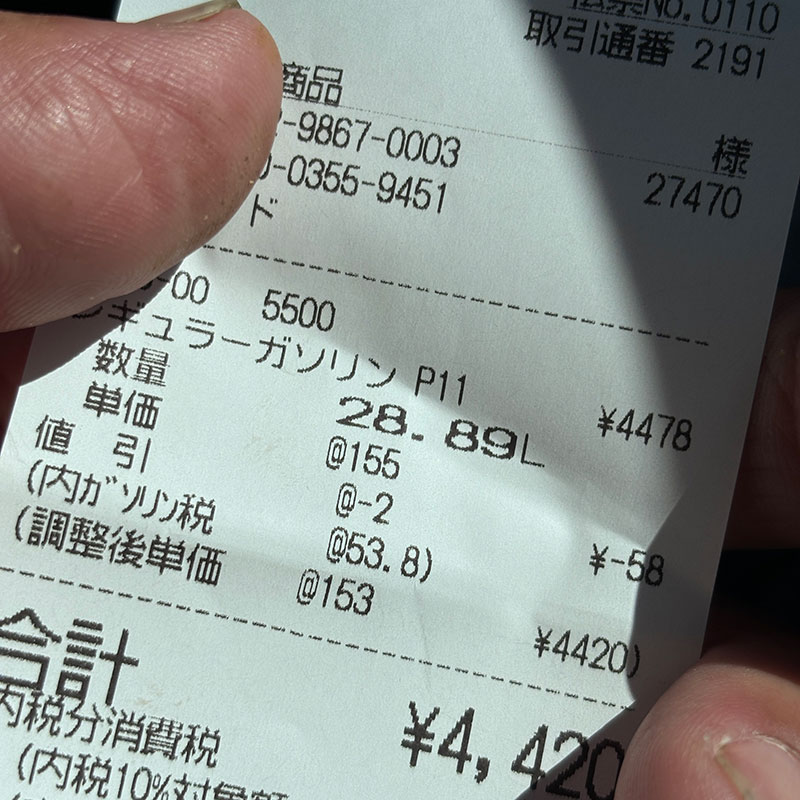 伝票No.0110
取引通番 2191
商品
-9867-0003 様
-0355-9451 27470
ド
-00 5500
レギュラーガソリン P11 ¥4478
数量 28.89L
単価 @155
値 引 @-2 ¥-58
(内ガソリン税 @53.8)
(調整後単価 @153 ¥4420)
合計 ¥4,420
内税分消費税
(内税10%対象額